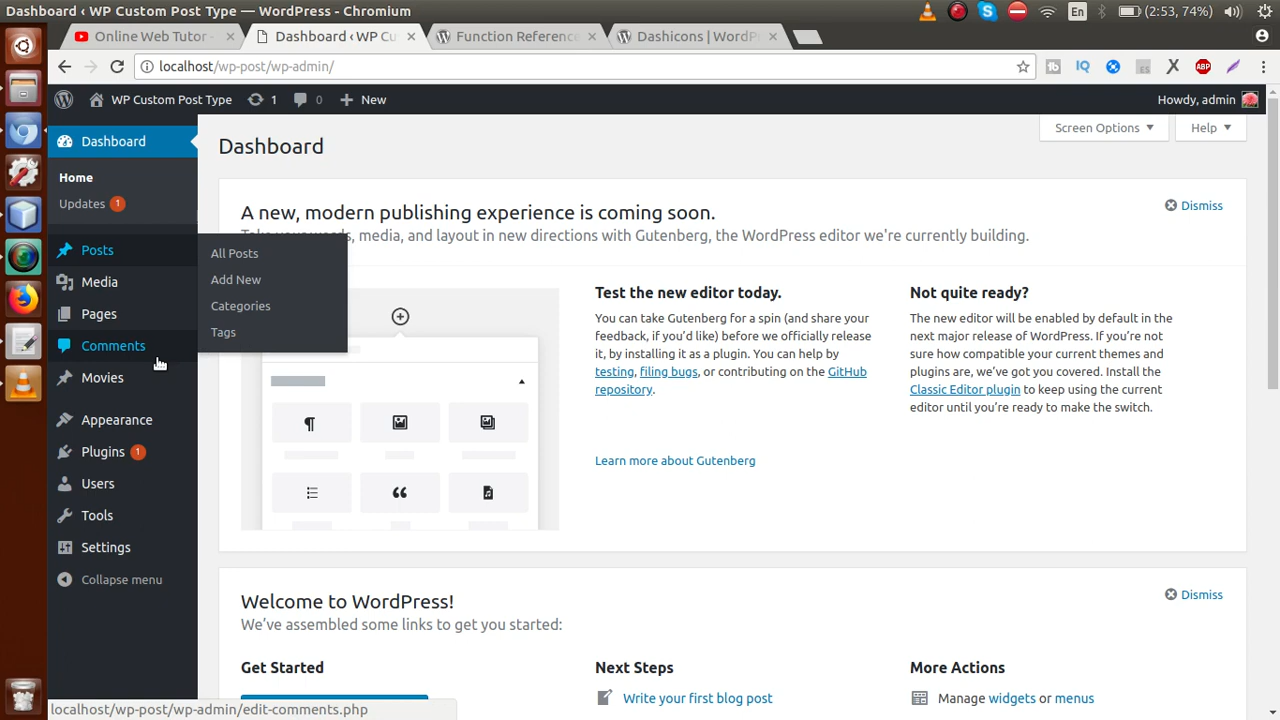 Dashboard ‹ WP Custom Post Type — WordPress - Chromium
En
(2:53, 74%)
Online Web Tutor -
Dashboard ‹ WP Cu
Function Reference
Dashicons | WordP
localhost/wp-post/wp-admin/
IQ
ABP
WP Custom Post Type
1
0
New
Howdy, admin
Dashboard
Home
Updates 1
Posts
Media
Pages
Comments
Movies
Appearance
Plugins 1
Users
Tools
Settings
Collapse menu
All Posts
Add New
Categories
Tags
Dashboard
Screen Options
Help
A new, modern publishing experience is coming soon.
Dismiss
Take your words, media, and layout in new directions with Gutenberg, the WordPress editor we're currently building.
Test the new editor today.
You can take Gutenberg for a spin (and share your
feedback, if you'd like) before we officially release
it, by installing it as a plugin. You can help by
testing, filing bugs, or contributing on the GitHub
repository.
Learn more about Gutenberg
Not quite ready?
The new editor will be enabled by default in the
next major release of WordPress. If you're not
sure how compatible your current themes and
plugins are, we've got you covered. Install the
Classic Editor plugin to keep using the current
editor until you're ready to make the switch.
Welcome to WordPress!
Dismiss
We've assembled some links to get you started:
Get Started
Next Steps
Write your first blog post
More Actions
Manage widgets or menus
localhost/wp-post/wp-admin/edit-comments.php